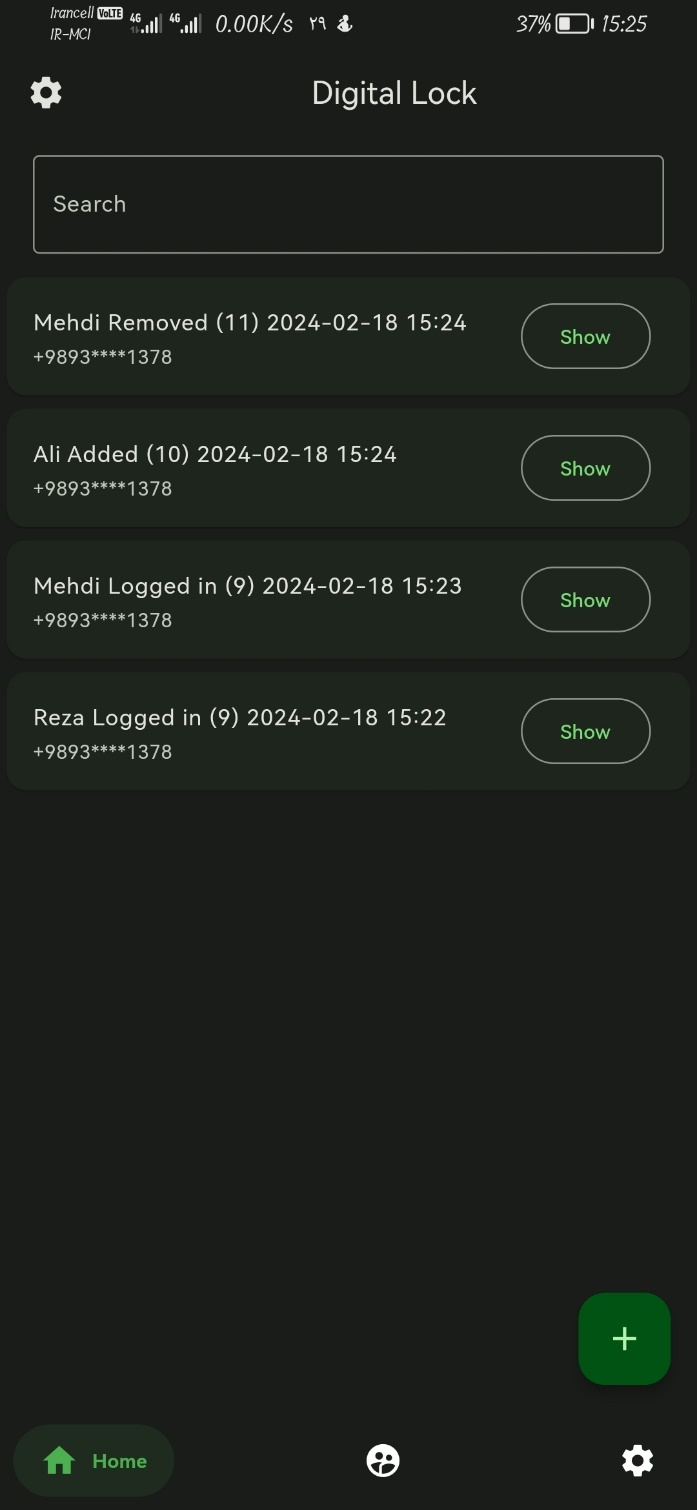 Irancell VoLTE 4G 4G 0.00K/s ۲۹ 37% 15:25
IR-MCI
Digital Lock
Search
Mehdi Removed (11) 2024-02-18 15:24
+9893****1378
Show
Ali Added (10) 2024-02-18 15:24
+9893****1378
Show
Mehdi Logged in (9) 2024-02-18 15:23
+9893****1378
Show
Reza Logged in (9) 2024-02-18 15:22
+9893****1378
Show
+
Home